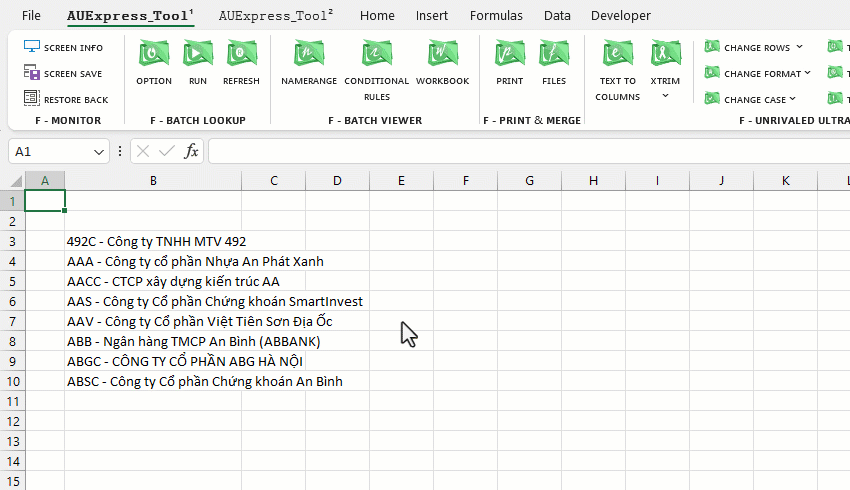 File AUExpress_Tool¹ AUExpress_Tool² Home Insert Formulas Data Developer
SCREEN INFO
SCREEN SAVE
RESTORE BACK
F - MONITOR
OPTION RUN REFRESH
F - BATCH LOOKUP
NAMERANGE CONDITIONAL RULES WORKBOOK
F - BATCH VIEWER
PRINT FILES
F - PRINT & MERGE
TEXT TO COLUMNS XTRIM
CHANGE ROWS
CHANGE FORMAT
CHANGE CASE
F - UNRIVALED ULTRA
A1 fx
A B C D E F G H I J K L
1
2
3 492C - Công ty TNHH MTV 492
4 AAA - Công ty cổ phần Nhựa An Phát Xanh
5 AACC - CTCP xây dựng kiến trúc AA
6 AAS - Công ty Cổ phần Chứng khoán SmartInvest
7 AAV - Công ty Cổ phần Việt Tiên Sơn Địa Ốc
8 ABB - Ngân hàng TMCP An Bình (ABBANK)
9 ABGC - CÔNG TY CỔ PHẦN ABG HÀ NỘI
10 ABSC - Công ty Cổ phần Chứng khoán An Bình
11
12
13
14
15